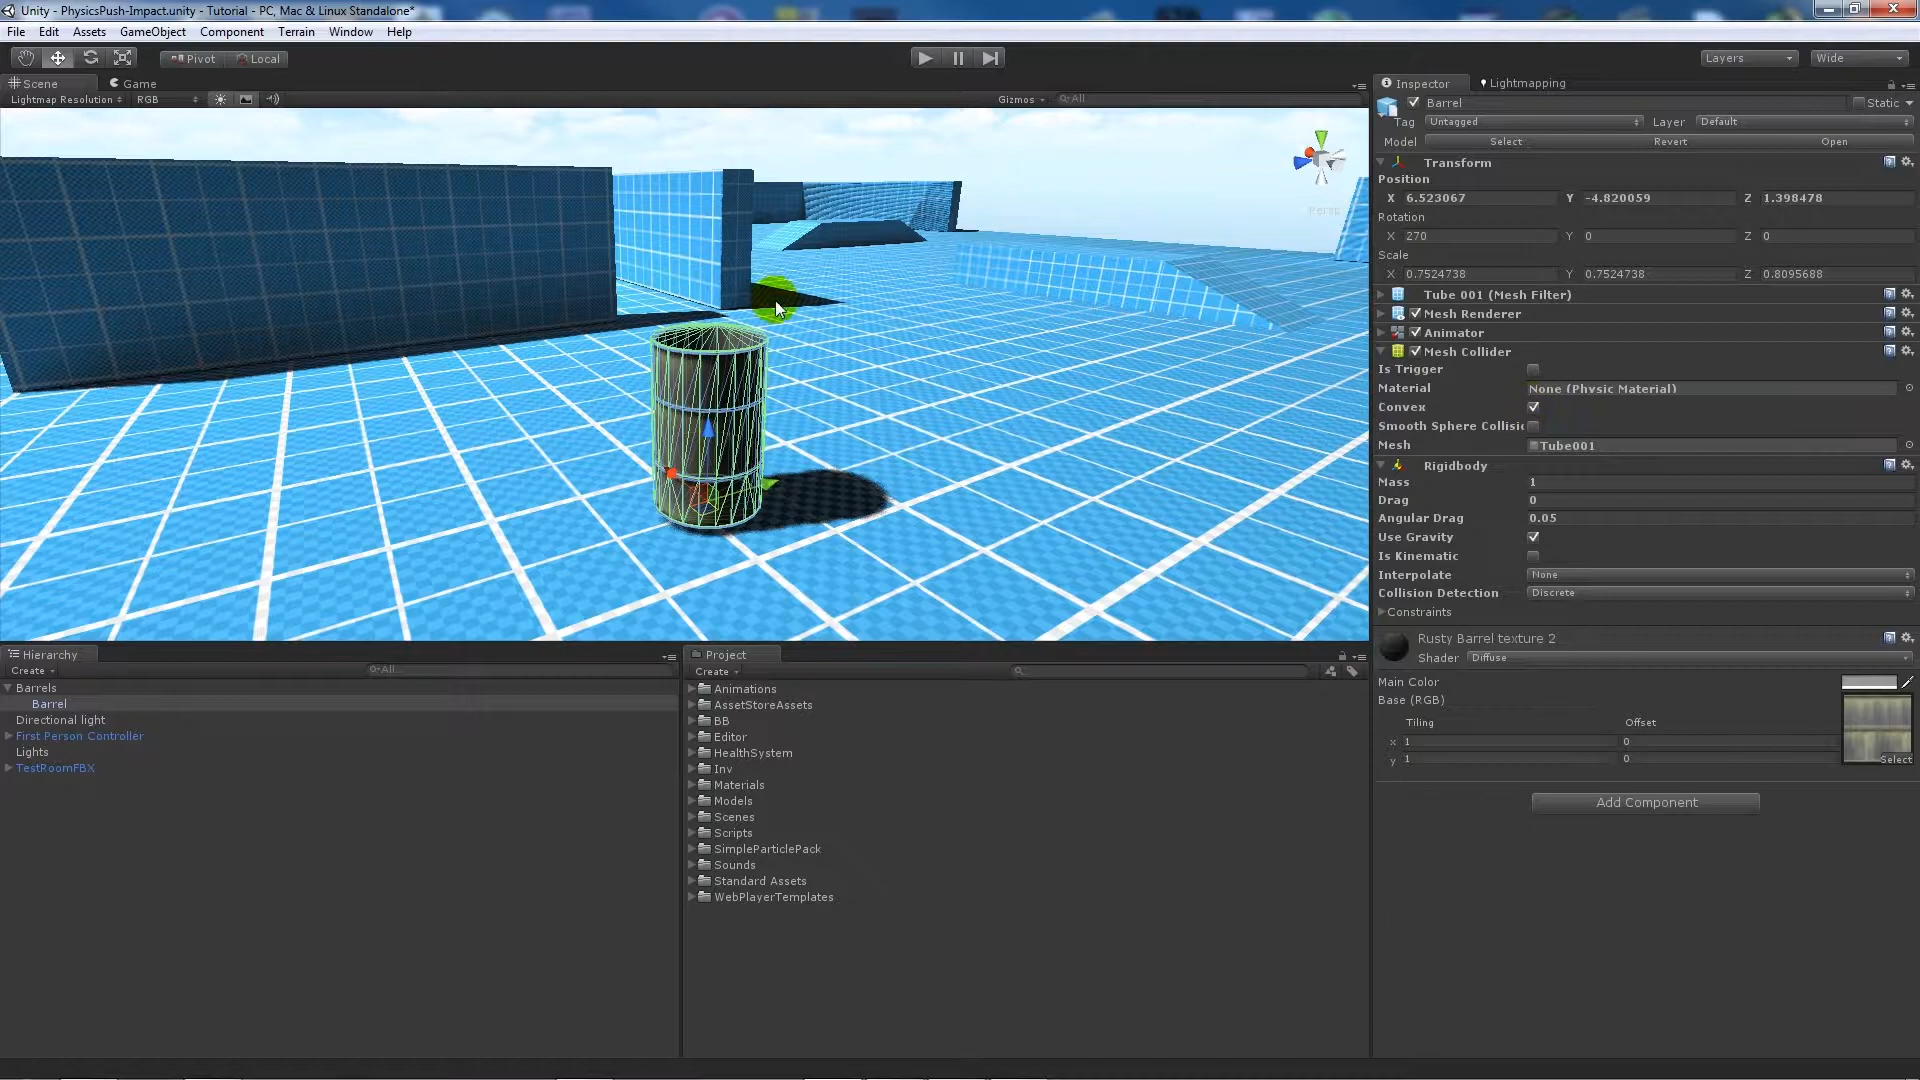 Unity - PhysicsPush-Impact.unity - Tutorial - PC, Mac & Linux Standalone*
File Edit Assets GameObject Component Terrain Window Help
Pivot Local Layers Wide
Scene Game
Lightmap Resolution RGB Gizmos All
Persp
Inspector Lightmapping
Barrel Static
Tag Untagged Layer Default
Model Select Revert Open
Transform
Position
X 6.523067 Y -4.820059 Z 1.398478
Rotation
X 270 Y 0 Z 0
Scale
X 0.7524738 Y 0.7524738 Z 0.8095688
Tube 001 (Mesh Filter)
Mesh Renderer
Animator
Mesh Collider
Is Trigger
Material None (Physic Material)
Convex
Smooth Sphere Collisio
Mesh Tube001
Rigidbody
Mass 1
Drag 0
Angular Drag 0.05
Use Gravity
Is Kinematic
Interpolate None
Collision Detection Discrete
Constraints
Rusty Barrel texture 2
Shader Diffuse
Main Color
Base (RGB)
Tiling Offset
x 1 0
y 1 0
Select
Add Component
Hierarchy
Create All
Barrels
Barrel
Directional light
First Person Controller
Lights
TestRoomFBX
Project
Create
Animations
AssetStoreAssets
BB
Editor
HealthSystem
Inv
Materials
Models
Scenes
Scripts
SimpleParticlePack
Sounds
Standard Assets
WebPlayerTemplates